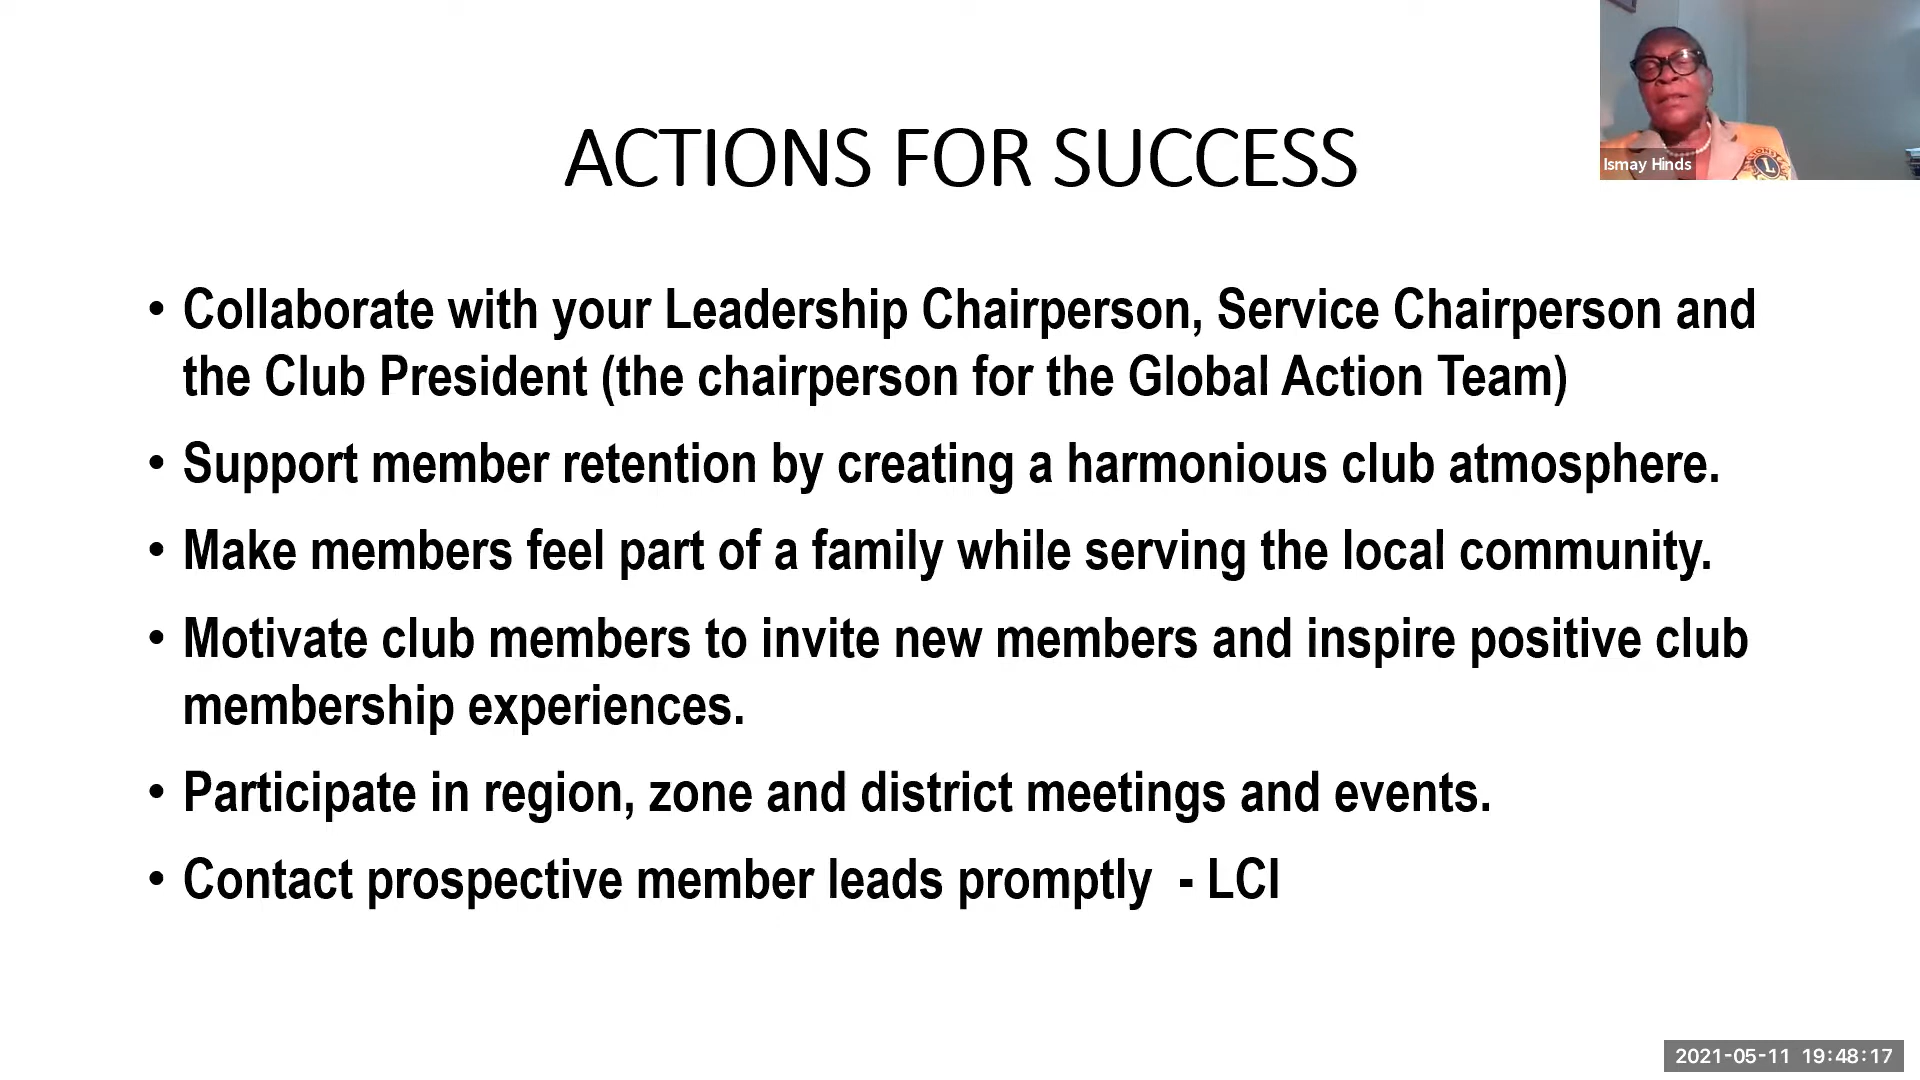 ACTIONS FOR SUCCESS
Ismay Hinds
• Collaborate with your Leadership Chairperson, Service Chairperson and
the Club President (the chairperson for the Global Action Team)
• Support member retention by creating a harmonious club atmosphere.
• Make members feel part of a family while serving the local community.
• Motivate club members to invite new members and inspire positive club
membership experiences.
• Participate in region, zone and district meetings and events.
• Contact prospective member leads promptly  - LCI
2021-05-11 19:48:17